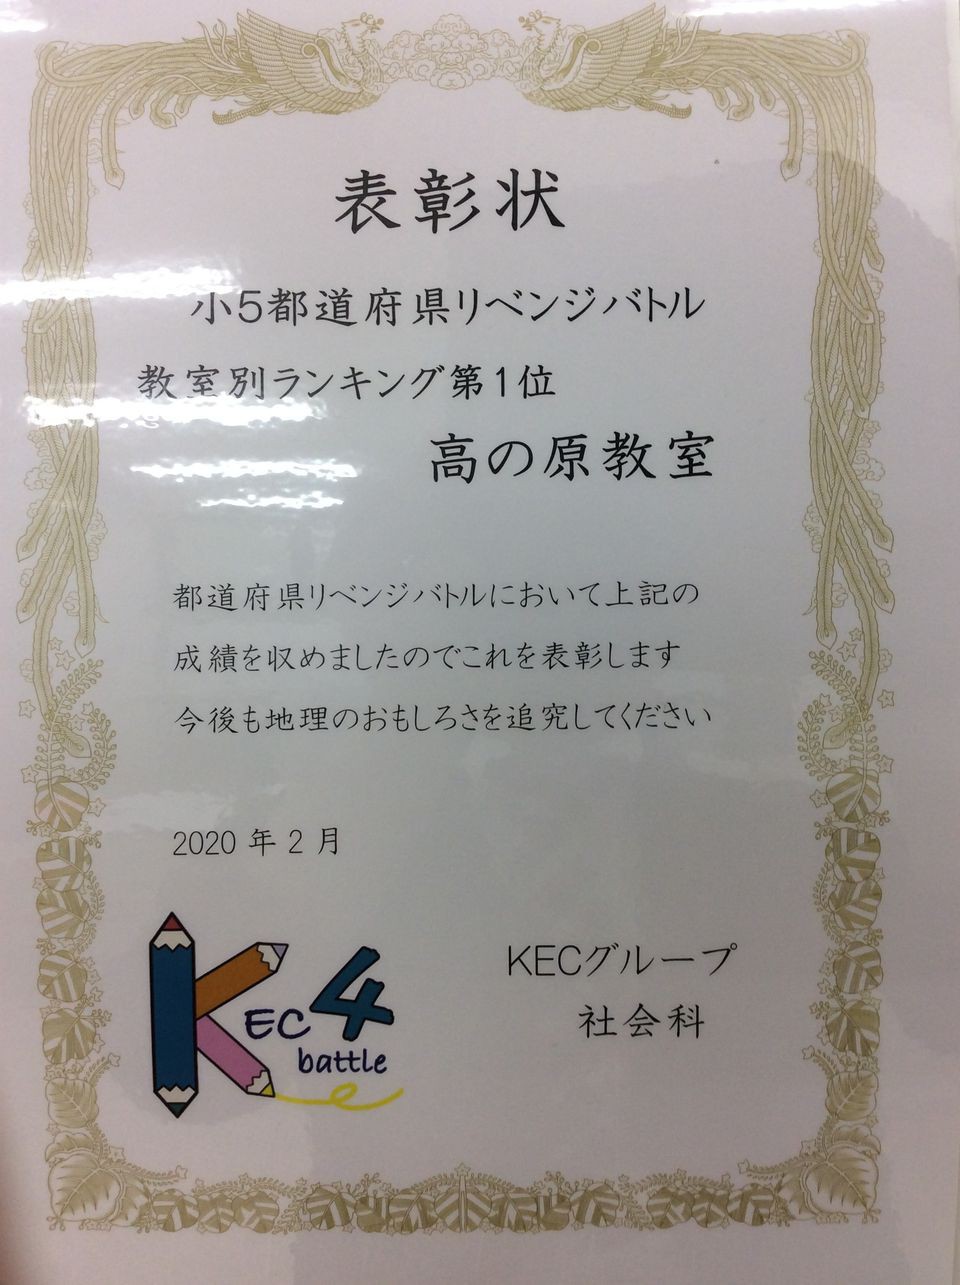 表彰状
小5都道府県リベンジバトル
教室別ランキング第1位
高の原教室
都道府県リベンジバトルにおいて上記の
成績を収めましたのでこれを表彰します
今後も地理のおもしろさを追究してください
2020 年 2 月
KECグループ
社会科
KEC4
battle